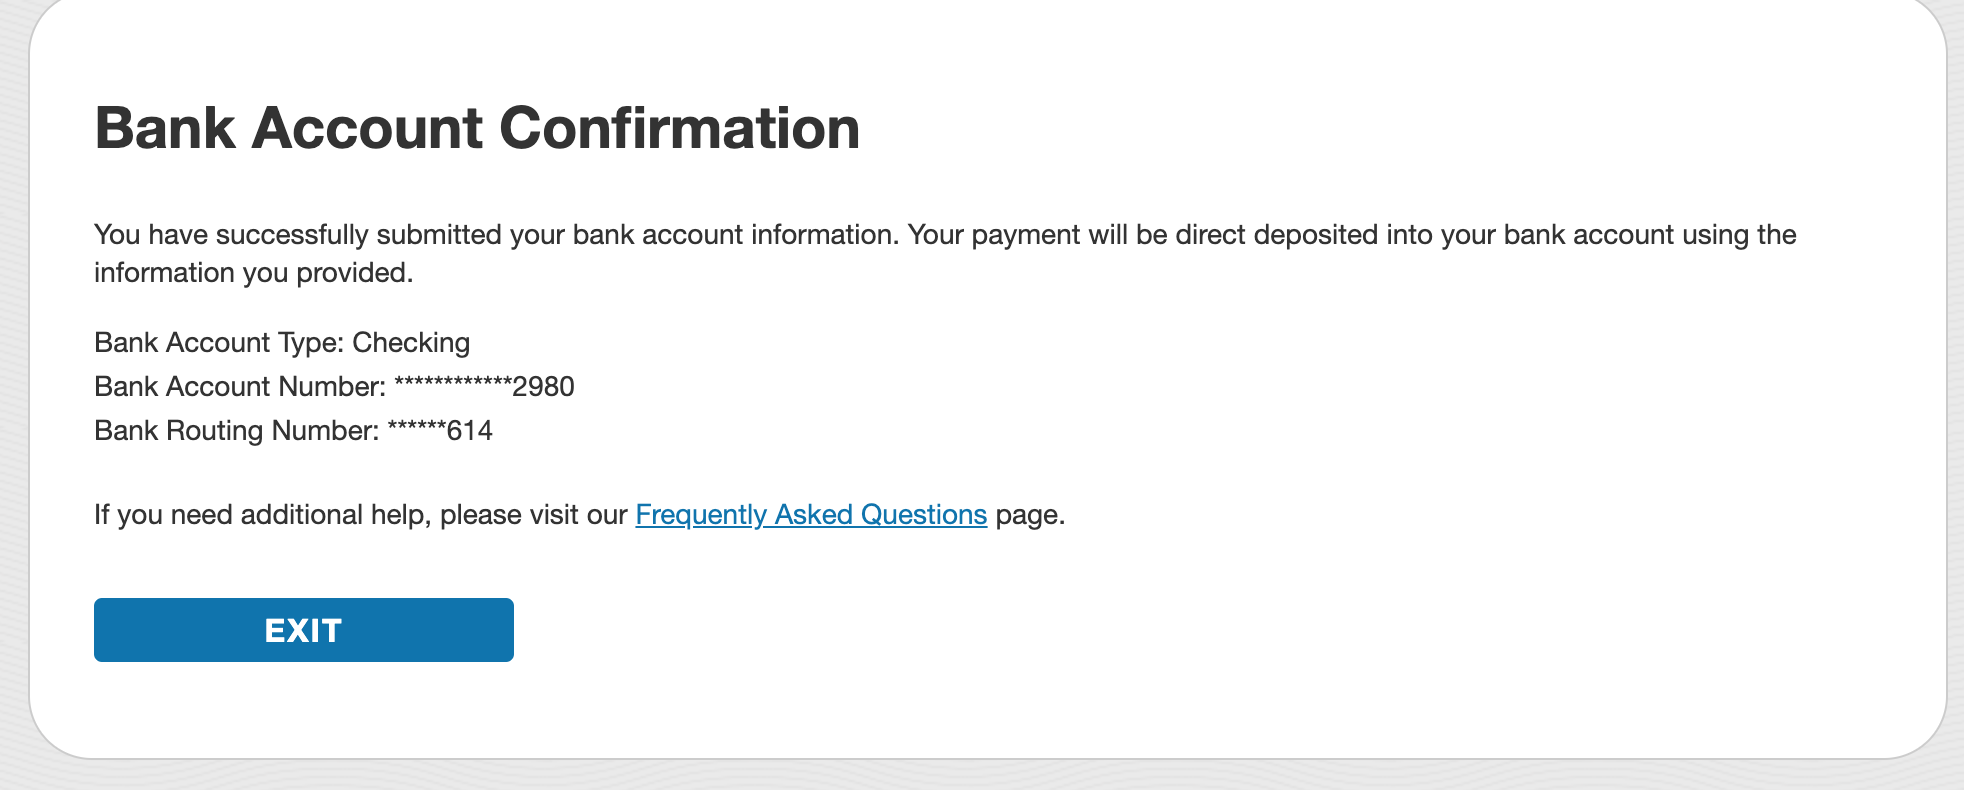 Bank Account Confirmation
You have successfully submitted your bank account information. Your payment will be direct deposited into your bank account using the
information you provided.
Bank Account Type: Checking
Bank Account Number: ************2980
Bank Routing Number: ******614
If you need additional help, please visit our Frequently Asked Questions page.
EXIT